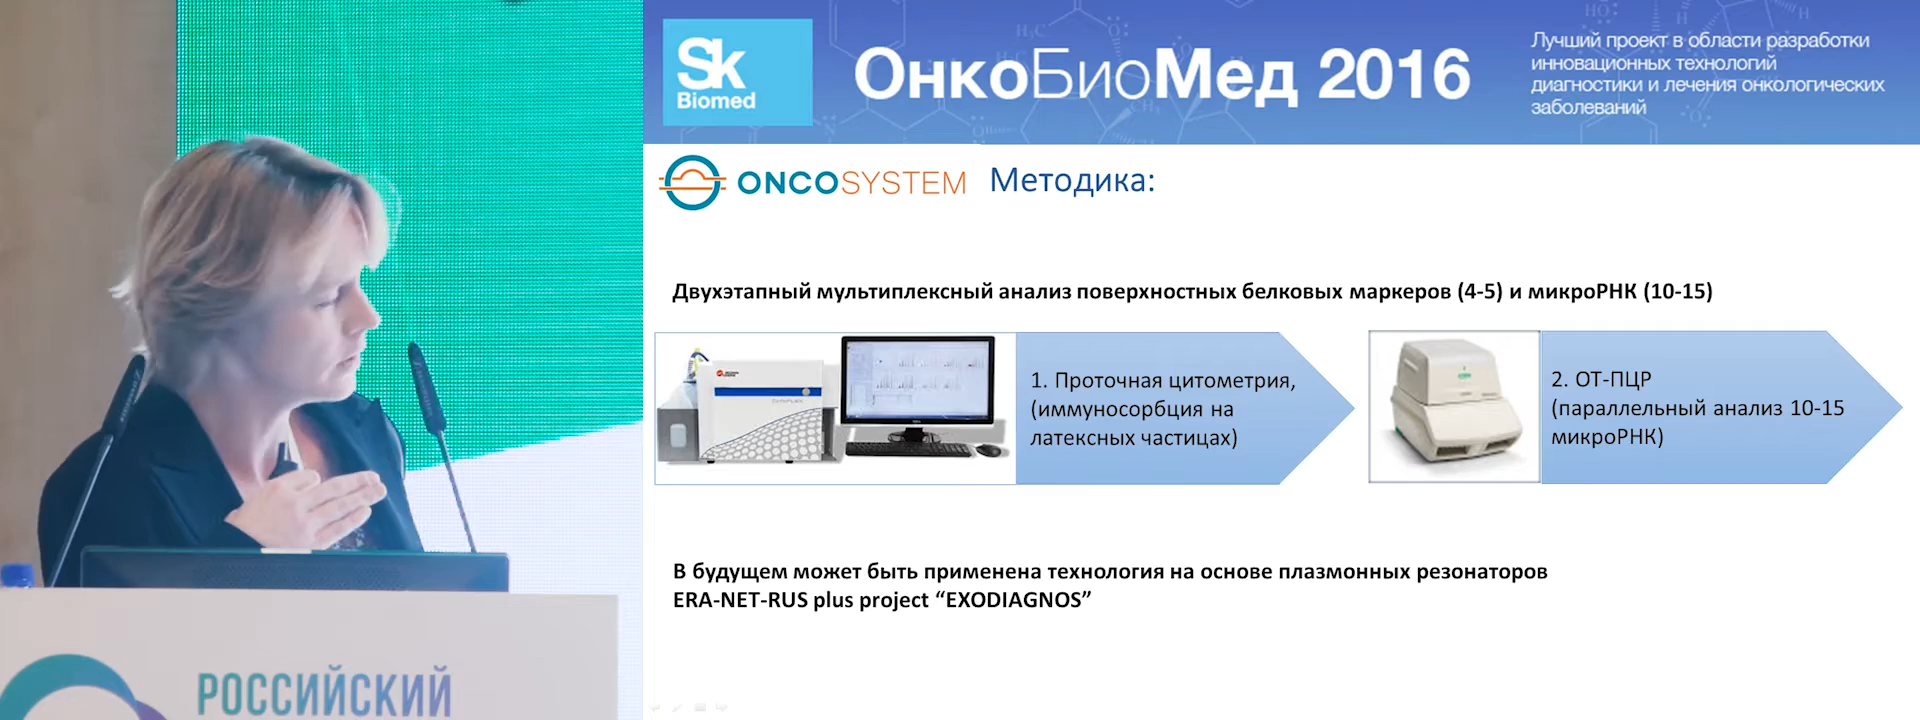 Sk
Biomed
ОнкоБиоМед 2016
Лучший проект в области разработки
инновационных технологий
диагностики и лечения онкологических
заболеваний
ONCOSYSTEM
Методика:
Двухэтапный мультиплексный анализ поверхностных белковых маркеров (4-5) и микроРНК (10-15)
1. Проточная цитометрия,
(иммуносорбция на
латексных частицах)
2. ОТ-ПЦР
(параллельный анализ 10-15
микроРНК)
В будущем может быть применена технология на основе плазмонных резонаторов
ERA-NET-RUS plus project “EXODIAGNOS”
РОССИЙСКИЙ